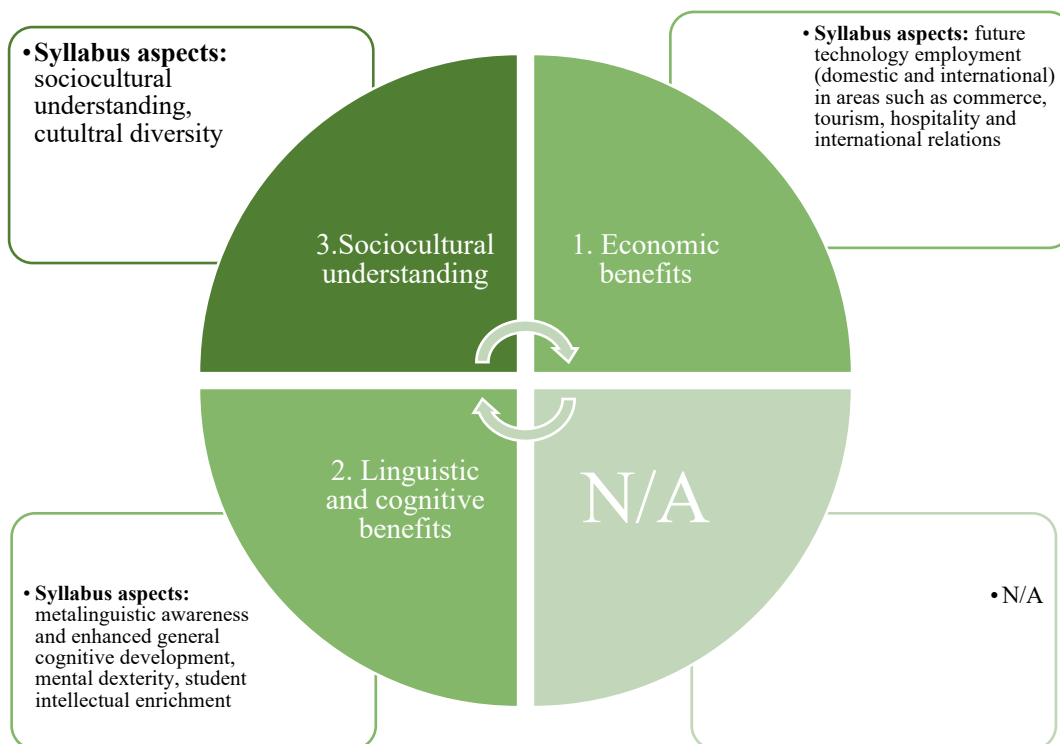 • Syllabus aspects:
sociocultural
understanding,
cutultral diversity
• Syllabus aspects: future
technology employment
(domestic and international)
in areas such as commerce,
tourism, hospitality and
international relations
3.Sociocultural
understanding
1. Economic
benefits
2. Linguistic
and cognitive
benefits
N/A
• Syllabus aspects:
metalinguistic awareness
and enhanced general
cognitive development,
mental dexterity, student
intellectual enrichment
• N/A